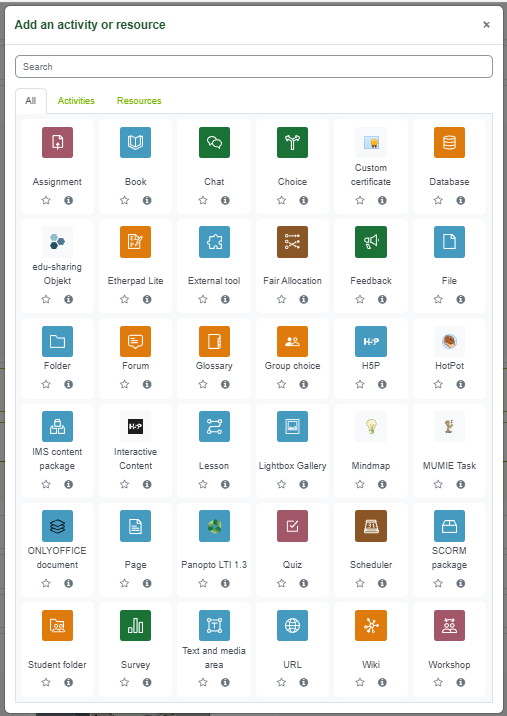 Add an activity or resource
×
Search
All Activities Resources
Assignment Book Chat Choice Custom certificate Database
edu-sharing Objekt Etherpad Lite External tool Fair Allocation Feedback File
H5P
Folder Forum Glossary Group choice H5P HotPot
H5P
IMS content package Interactive Content Lesson Lightbox Gallery Mindmap MUMIE Task
31
ONLYOFFICE document Page Panopto LTI 1.3 Quiz Scheduler SCORM package
Student folder Survey Text and media area URL Wiki Workshop